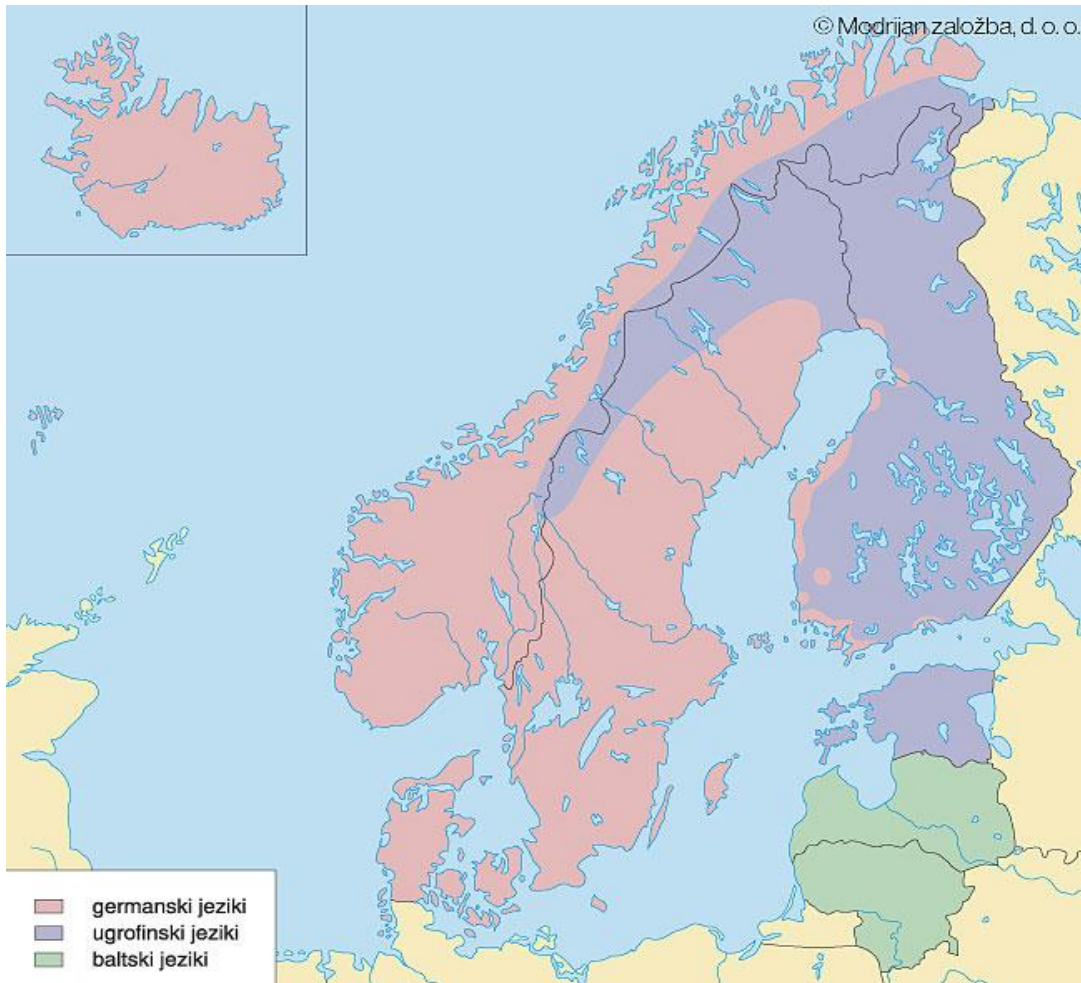 © Modrijan založba, d. o. o.
germanski jeziki
ugrofinski jeziki
baltski jeziki